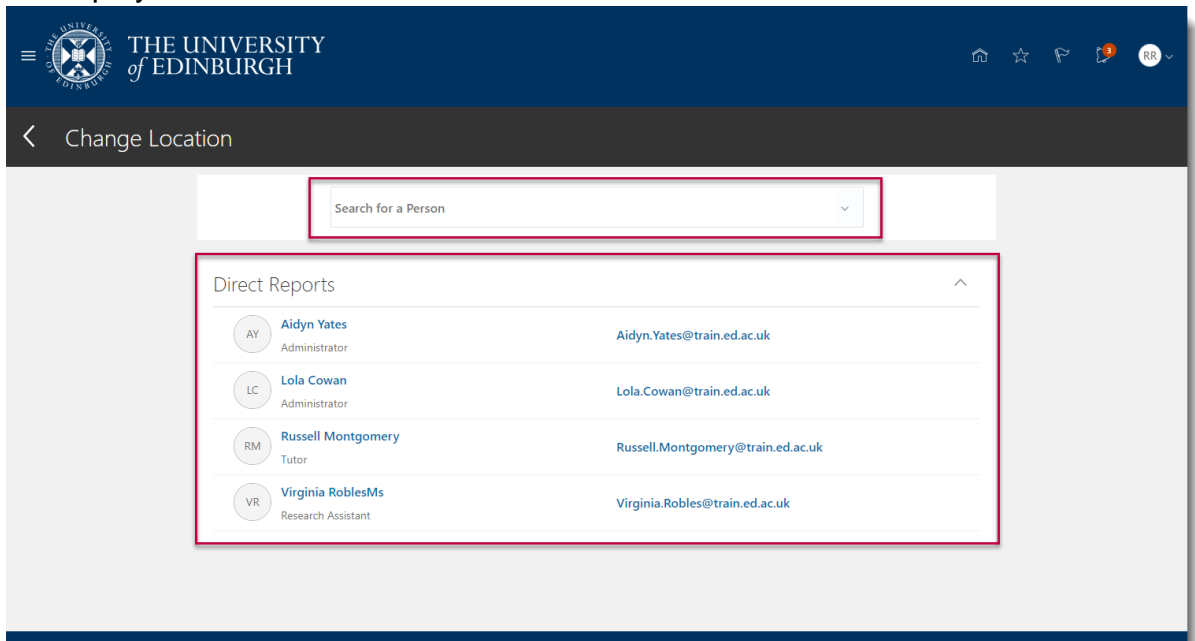 THE UNIVERSITY
of EDINBURGH
3
RR
Change Location
Search for a Person
Direct Reports
AY
Aidyn Yates
Administrator
Aidyn.Yates@train.ed.ac.uk
LC
Lola Cowan
Administrator
Lola.Cowan@train.ed.ac.uk
RM
Russell Montgomery
Tutor
Russell.Montgomery@train.ed.ac.uk
VR
Virginia RoblesMs
Research Assistant
Virginia.Robles@train.ed.ac.uk